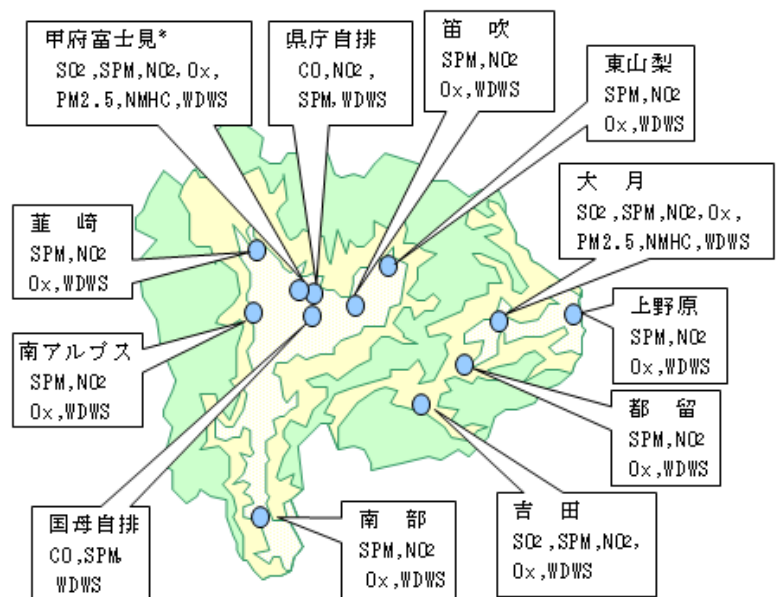 甲府富士見*
SO2,SPM,NO2,Ox,
PM2.5,NMHC,WDWS
県庁自排
CO,NO2,
SPM,WDWS
笛 吹
SPM,NO2
Ox,WDWS
東山梨
SPM,NO2
Ox,WDWS
大 月
SO2,SPM,NO2,Ox,
PM2.5,NMHC,WDWS
韮 崎
SPM,NO2
Ox,WDWS
上野原
SPM,NO2
Ox,WDWS
南アルプス
SPM,NO2
Ox,WDWS
都 留
SPM,NO2
Ox,WDWS
国母自排
CO,SPM,
WDWS
南 部
SPM,NO2
Ox,WDWS
吉 田
SO2,SPM,NO2,
Ox,WDWS